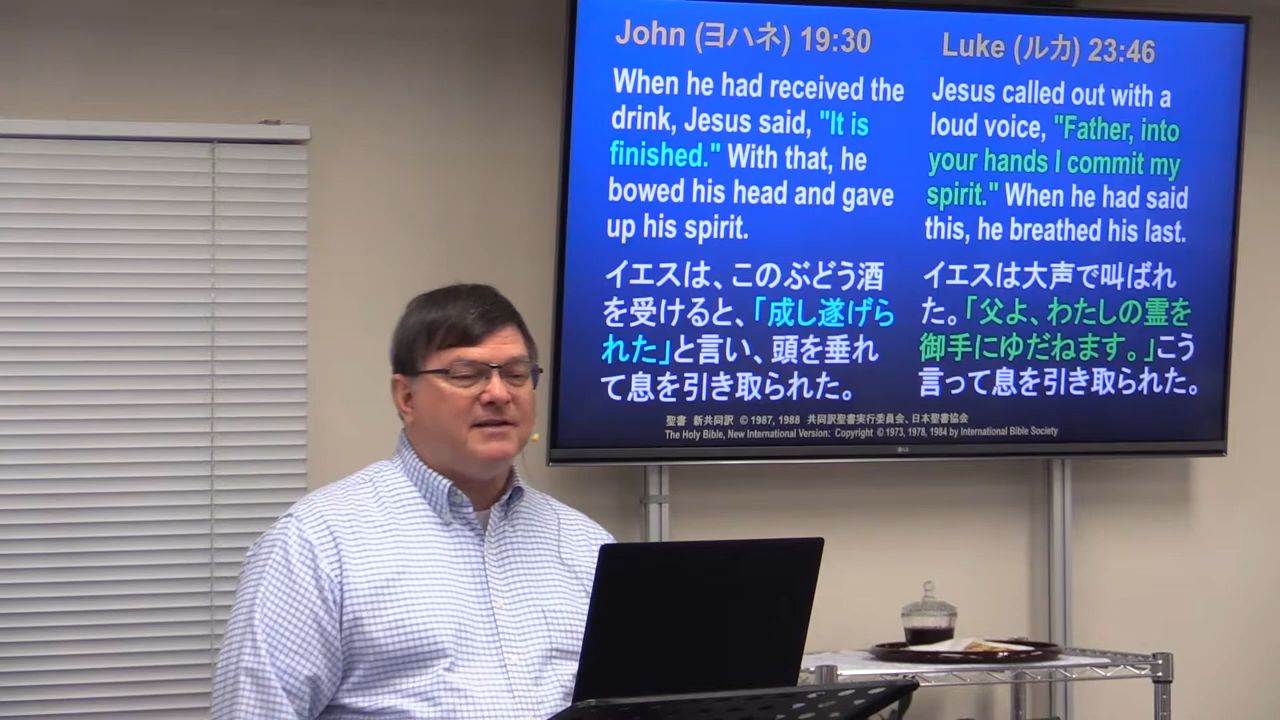 John (ヨハネ) 19:30
When he had received the
drink, Jesus said, "It is
finished." With that, he
bowed his head and gave
up his spirit.
イエスは、このぶどう酒
を受けると、「成し遂げら
れた」と言い、頭を垂れ
て息を引き取られた。
Luke (ルカ) 23:46
Jesus called out with a
loud voice, "Father, into
your hands I commit my
spirit." When he had said
this, he breathed his last.
イエスは大声で叫ばれ
た。「父よ、わたしの霊を
御手にゆだねます。」こう
言って息を引き取られた。
聖書 新共同訳 © 1987, 1988 共同訳聖書実行委員会、日本聖書協会
The Holy Bible, New International Version: Copyright © 1973, 1978, 1984 by International Bible Society
LG